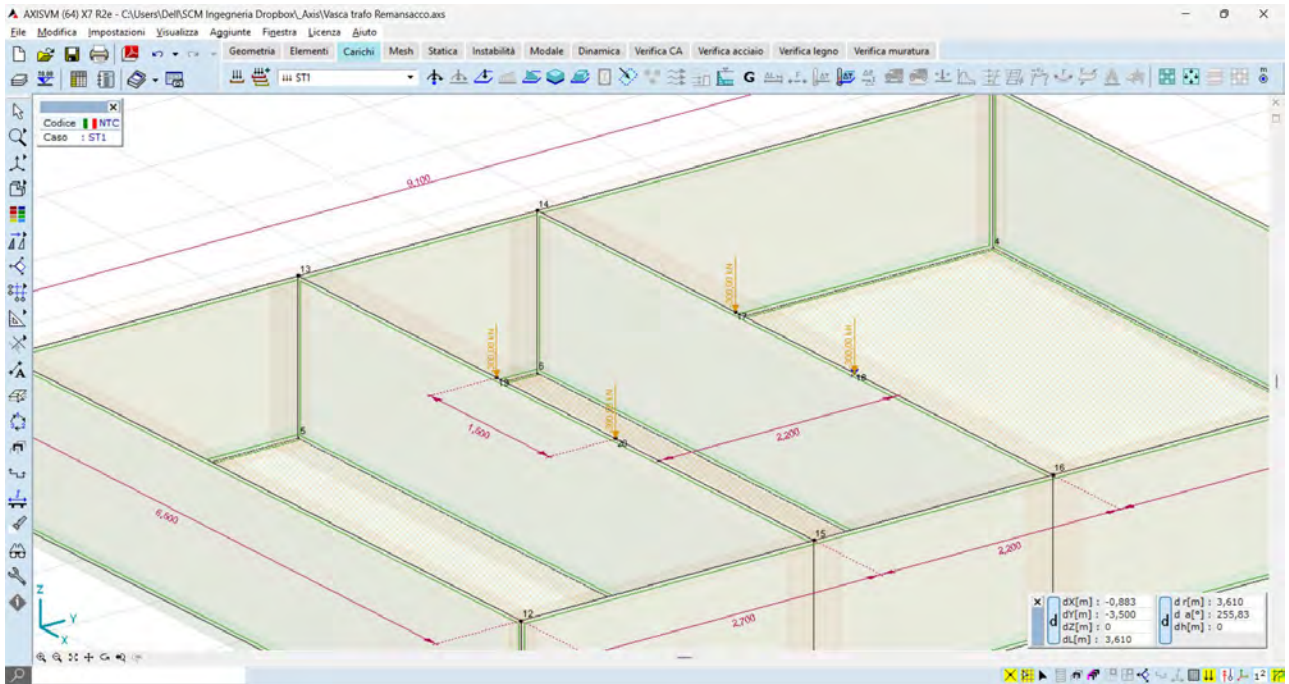 AXISVM (64) X7 R2e - C:\Users\Dell\SCM Ingegneria Dropbox\_Axis\Vasca trafo Remansacco.axs
File Modifica Impostazioni Visualizza Aggiunte Finestra Licenza Aiuto
Geometria Elementi Carichi Mesh Statica Instabilità Modale Dinamica Verifica CA Verifica acciaio Verifica legno Verifica muratura
ST1
Codice NTC
Caso : ST1
9,100
14
13
4
17
18
19
6
20
1,500
2,200
5
6,500
16
15
2,200
12
2,700
Z
Y
X
d
dX[m] : -0,883
dY[m] : -3,500
dZ[m] : 0
dL[m] : 3,610
d
d r[m] : 3,610
d a[°] : 255,83
dh[m] : 0